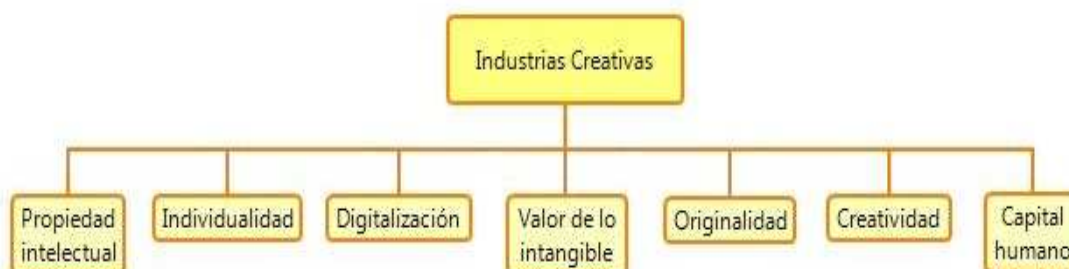 Industrias Creativas
Propiedad
intelectual
Individualidad
Digitalización
Valor de lo
intangible
Originalidad
Creatividad
Capital
humano